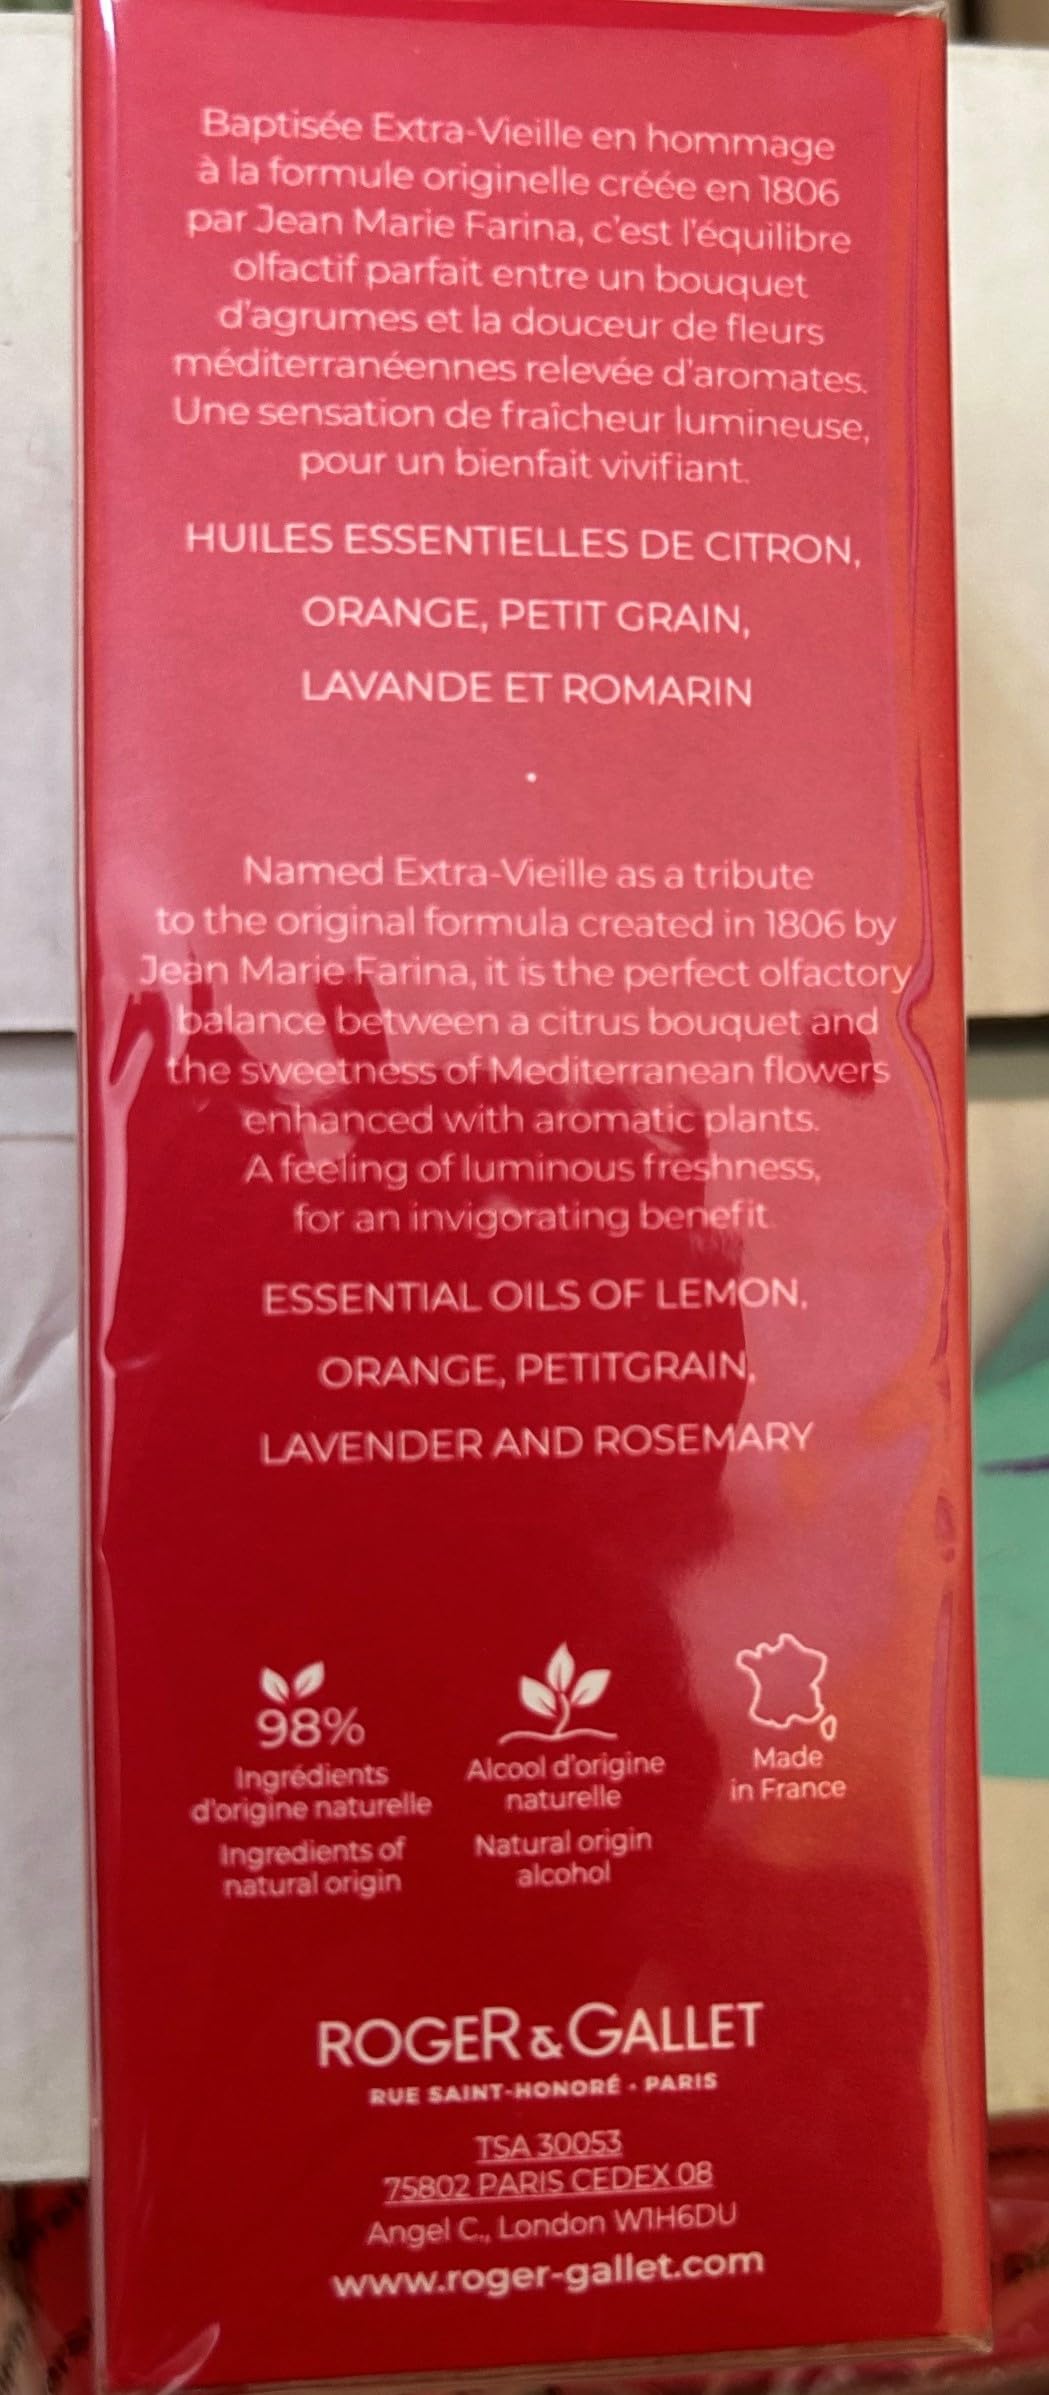 Baptisée Extra-Vieille en hommage
à la formule originelle créée en 1806
par Jean Marie Farina, c'est l'équilibre
olfactif parfait entre un bouquet
d'agrumes et la douceur de fleurs
méditerranéennes relevée d'aromates.
Une sensation de fraîcheur lumineuse,
pour un bienfait vivifiant.
HUILES ESSENTIELLES DE CITRON,
ORANGE, PETIT GRAIN,
LAVANDE ET ROMARIN
•
Named Extra-Vieille as a tribute
to the original formula created in 1806 by
Jean Marie Farina, it is the perfect olfactory
balance between a citrus bouquet and
the sweetness of Mediterranean flowers
enhanced with aromatic plants.
A feeling of luminous freshness,
for an invigorating benefit.
ESSENTIAL OILS OF LEMON,
ORANGE, PETITGRAIN,
LAVENDER AND ROSEMARY
98%
Ingrédients
d'origine naturelle
Ingredients of
natural origin
Alcool d'origine
naturelle
Natural origin
alcohol
Made
in France
ROGER & GALLET
RUE SAINT-HONORÉ • PARIS
TSA 30053
75802 PARIS CEDEX 08
Angel C., London W1H6DU
www.roger-gallet.com